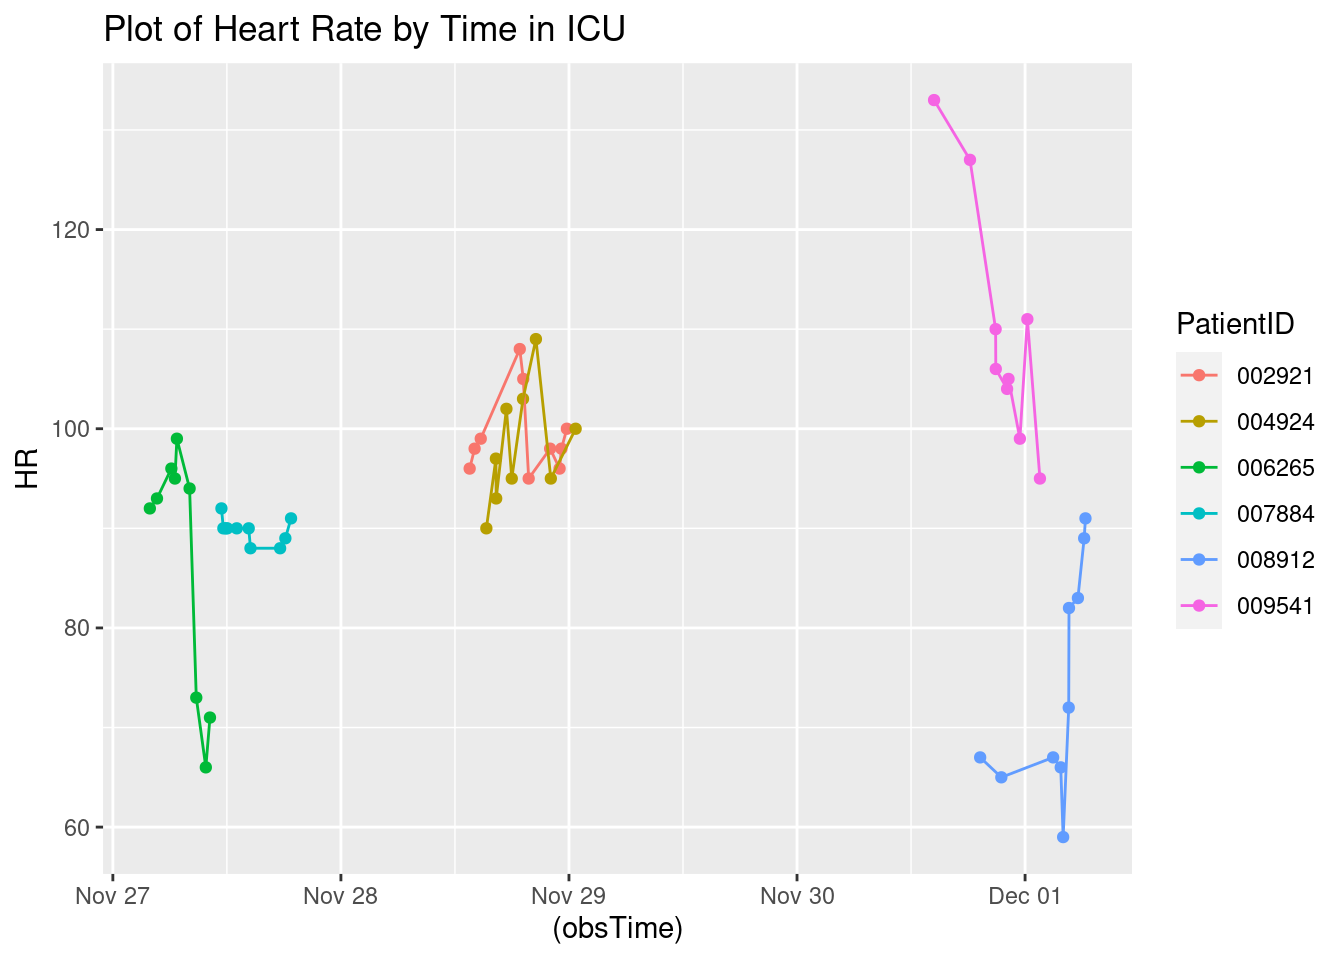 Plot of Heart Rate by Time in ICU
HR
120
100
80
60
Nov 27
Nov 28
Nov 29
Nov 30
Dec 01
(obsTime)
PatientID
002921
004924
006265
007884
008912
009541